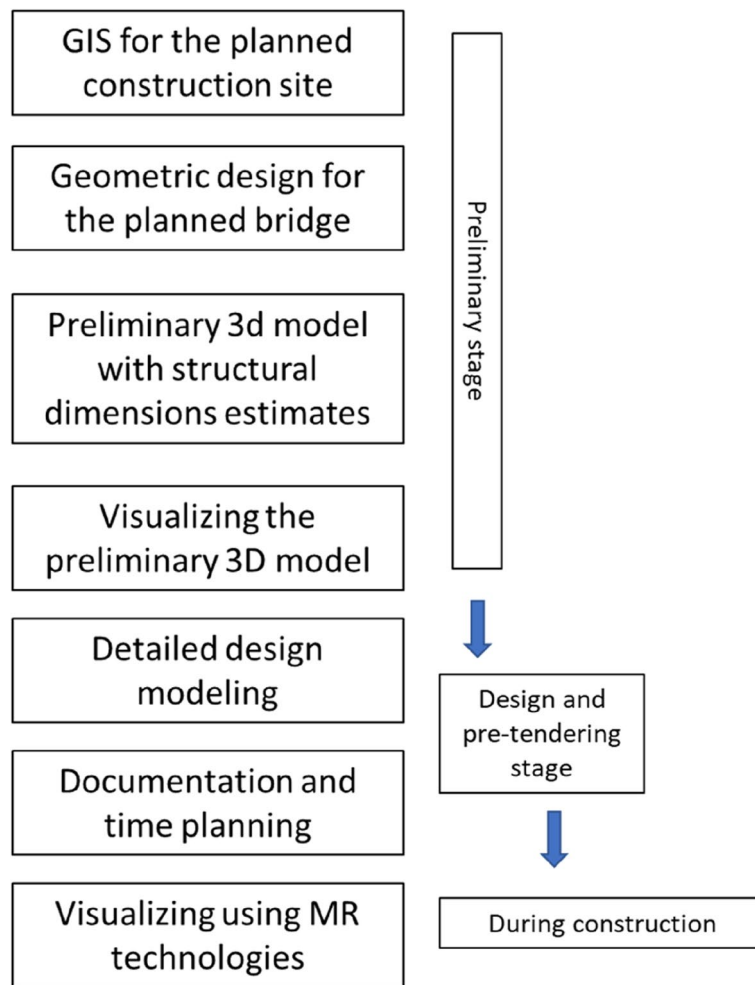 GIS for the planned
construction site
Geometric design for
the planned bridge
Preliminary 3d model
with structural
dimensions estimates
Visualizing the
preliminary 3D model
Detailed design
modeling
Documentation and
time planning
Visualizing using MR
technologies
Preliminary stage
Design and
pre-tendering
stage
During construction